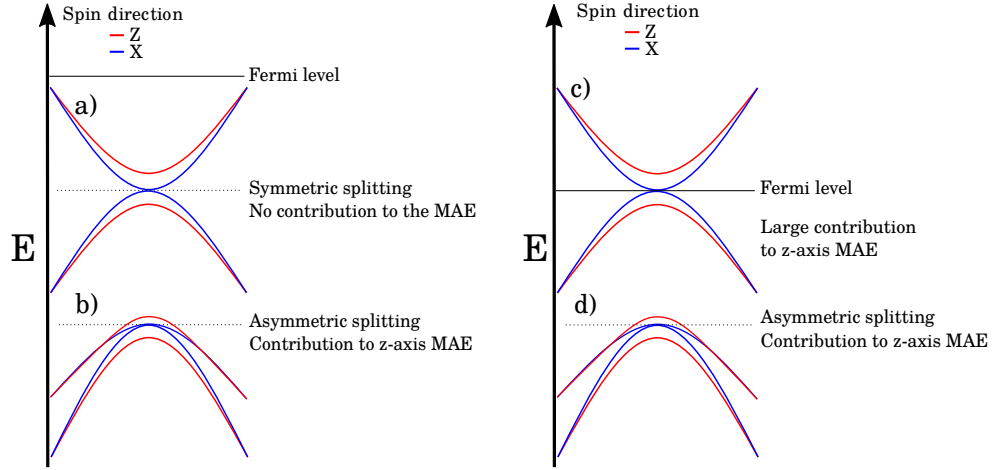 Spin direction
Z
X
Fermi level
a)
Symmetric splitting
No contribution to the MAE
E
b)
Asymmetric splitting
Contribution to z-axis MAE
Spin direction
Z
X
c)
Fermi level
Large contribution
to z-axis MAE
E
d)
Asymmetric splitting
Contribution to z-axis MAE